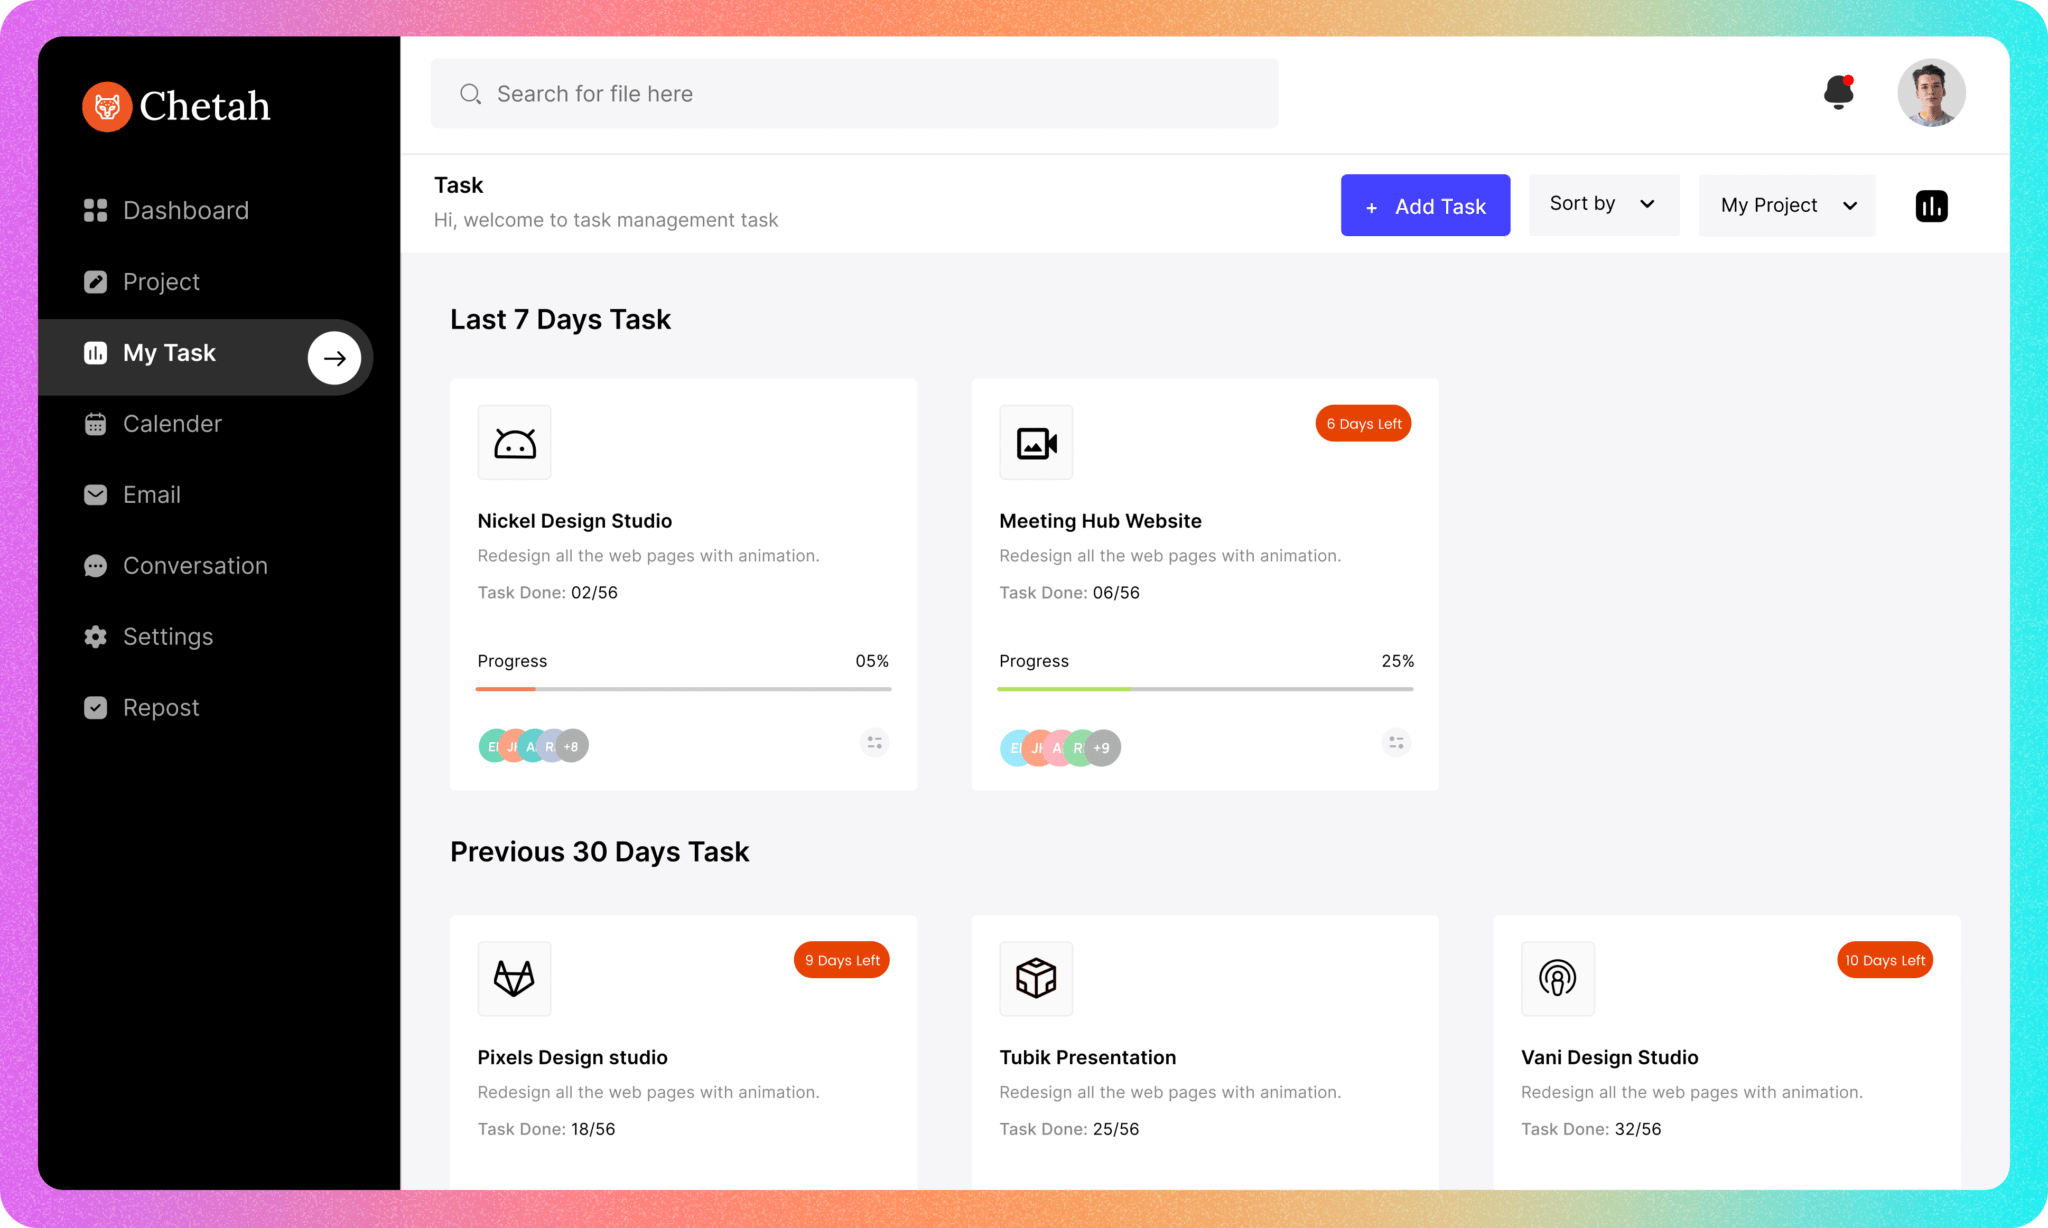 Chetah
Dashboard
Project
My Task
Calender
Email
Conversation
Settings
Repost
Search for file here
Task
Hi, welcome to task management task
+ Add Task
Sort by
My Project
Last 7 Days Task
Nickel Design Studio
Redesign all the web pages with animation.
Task Done: 02/56
Progress 05%
+8
6 Days Left
Meeting Hub Website
Redesign all the web pages with animation.
Task Done: 06/56
Progress 25%
+9
Previous 30 Days Task
9 Days Left
Pixels Design studio
Redesign all the web pages with animation.
Task Done: 18/56
Tubik Presentation
Redesign all the web pages with animation.
Task Done: 25/56
10 Days Left
Vani Design Studio
Redesign all the web pages with animation.
Task Done: 32/56